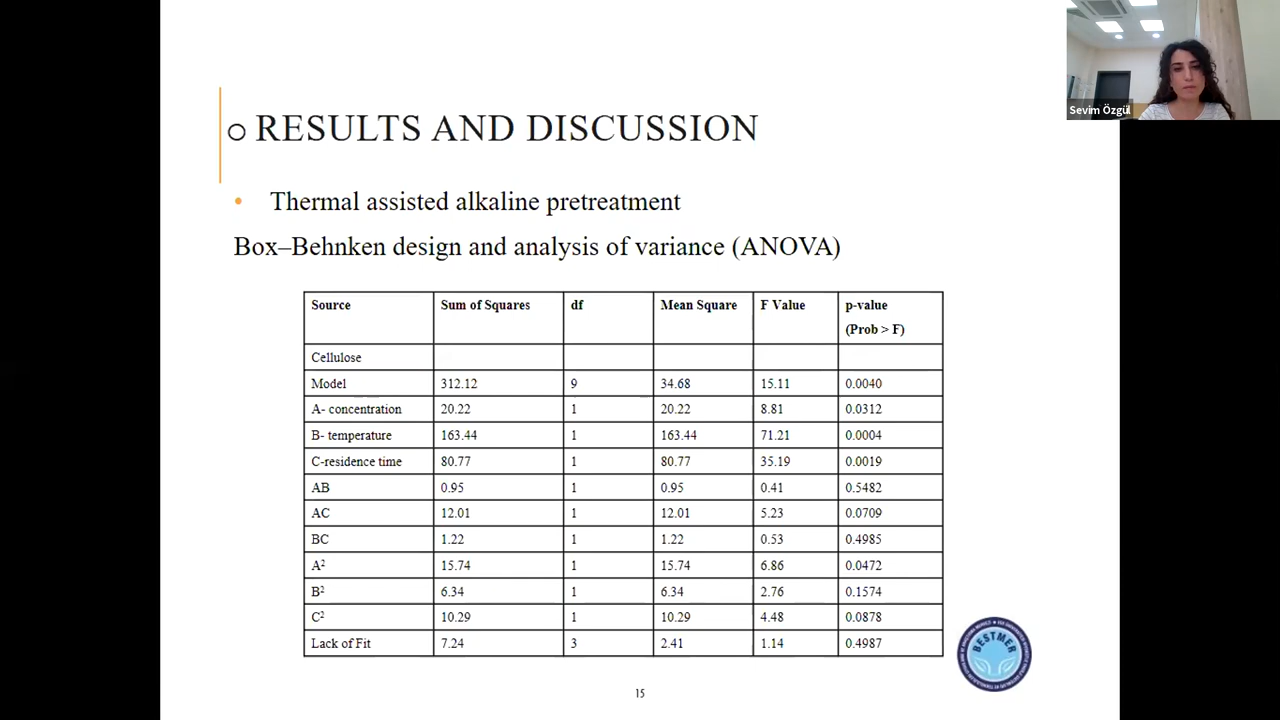 Sevim Özgül
RESULTS AND DISCUSSION
• Thermal assisted alkaline pretreatment
Box–Behnken design and analysis of variance (ANOVA)
Source Sum of Squares df Mean Square F Value p-value
(Prob > F)
Cellulose
Model 312.12 9 34.68 15.11 0.0040
A- concentration 20.22 1 20.22 8.81 0.0312
B- temperature 163.44 1 163.44 71.21 0.0004
C-residence time 80.77 1 80.77 35.19 0.0019
AB 0.95 1 0.95 0.41 0.5482
AC 12.01 1 12.01 5.23 0.0709
BC 1.22 1 1.22 0.53 0.4985
A² 15.74 1 15.74 6.86 0.0472
B² 6.34 1 6.34 2.76 0.1574
C² 10.29 1 10.29 4.48 0.0878
Lack of Fit 7.24 3 2.41 1.14 0.4987
BESTMER
15